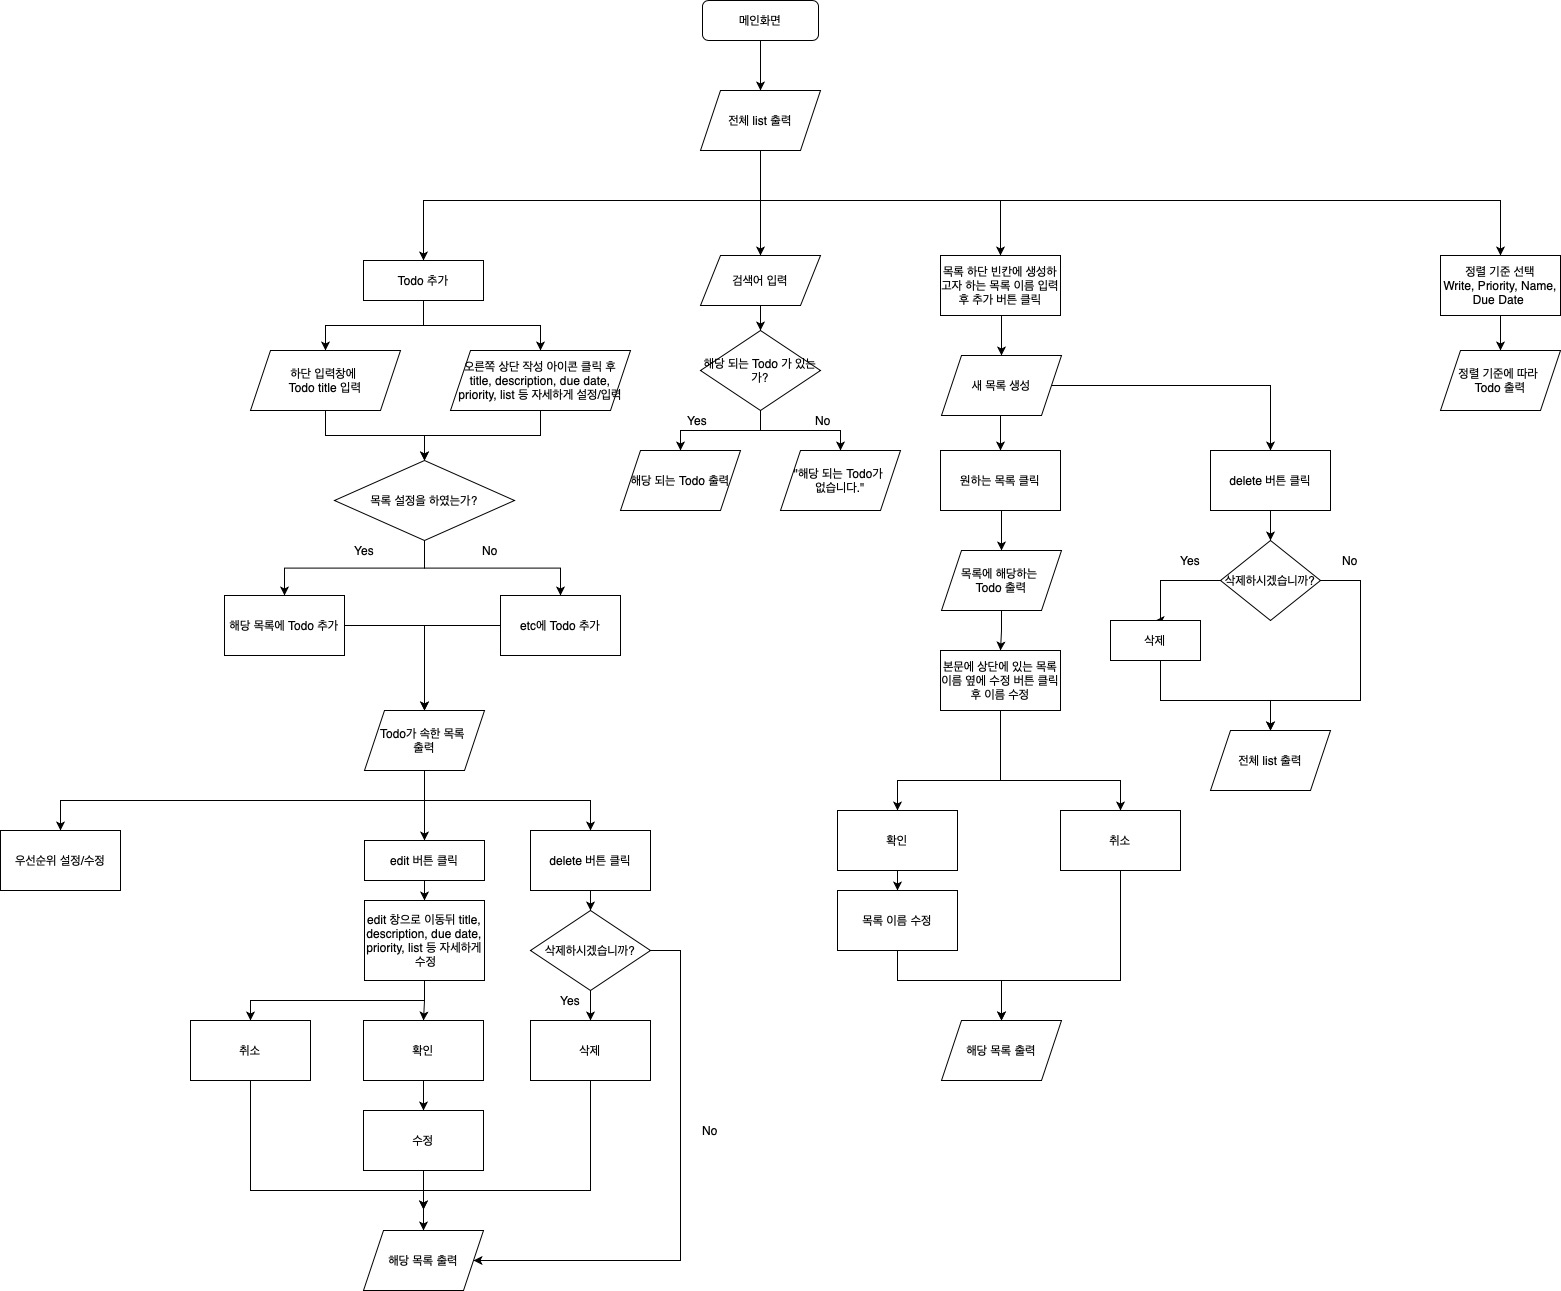 메인화면
전체 list 출력
Todo 추가
하단 입력창에
Todo title 입력
오른쪽 상단 작성 아이콘 클릭 후
title, description, due date,
priority, list 등 자세하게 설정/입력
목록 설정을 하였는가?
Yes
No
해당 목록에 Todo 추가
etc에 Todo 추가
Todo가 속한 목록
출력
우선순위 설정/수정
edit 버튼 클릭
edit 창으로 이동뒤 title,
description, due date,
priority, list 등 자세하게
수정
취소
확인
수정
delete 버튼 클릭
삭제하시겠습니까?
Yes
삭제
No
해당 목록 출력
검색어 입력
해당 되는 Todo 가 있는
가?
Yes
No
해당 되는 Todo 출력
"해당 되는 Todo가
없습니다."
목록 하단 빈칸에 생성하
고자 하는 목록 이름 입력
후 추가 버튼 클릭
새 목록 생성
원하는 목록 클릭
목록에 해당하는
Todo 출력
본문에 상단에 있는 목록
이름 옆에 수정 버튼 클릭
후 이름 수정
확인
취소
목록 이름 수정
해당 목록 출력
delete 버튼 클릭
Yes
삭제하시겠습니까?
No
삭제
전체 list 출력
정렬 기준 선택
Write, Priority, Name,
Due Date
정렬 기준에 따라
Todo 출력